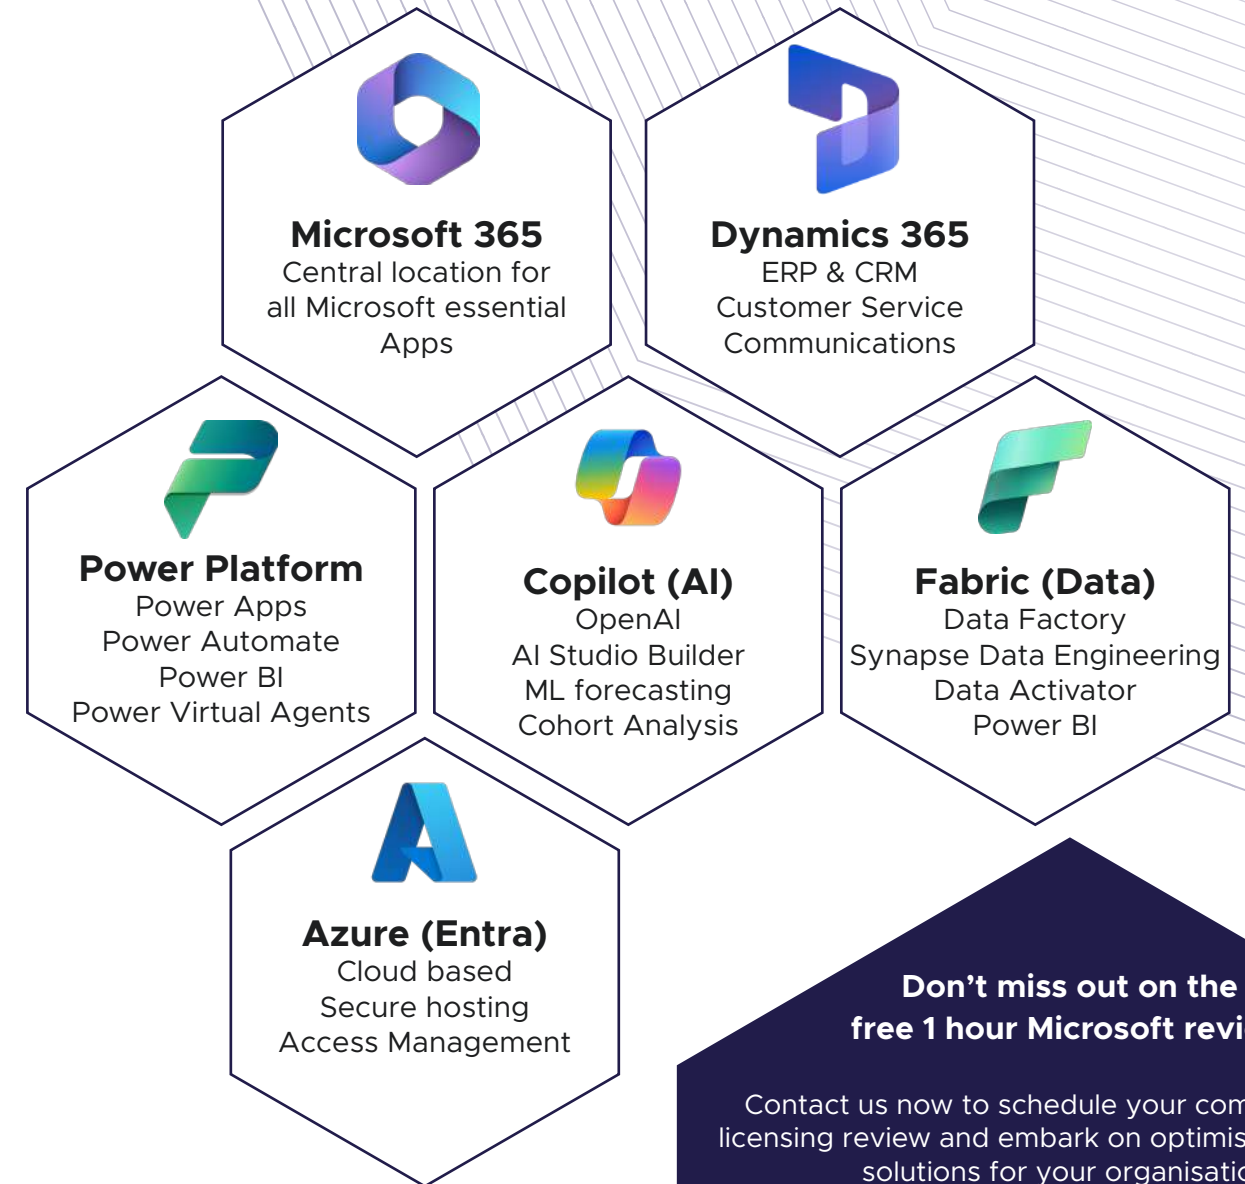 Microsoft 365
Central location for
all Microsoft essential
Apps
Dynamics 365
ERP & CRM
Customer Service
Communications
Power Platform
Power Apps
Power Automate
Power BI
Power Virtual Agents
Copilot (AI)
OpenAI
AI Studio Builder
ML forecasting
Cohort Analysis
Fabric (Data)
Data Factory
Synapse Data Engineering
Data Activator
Power BI
Azure (Entra)
Cloud based
Secure hosting
Access Management
Don’t miss out on the
free 1 hour Microsoft
Contact us now to schedule your
licensing review and embark on
solutions for your